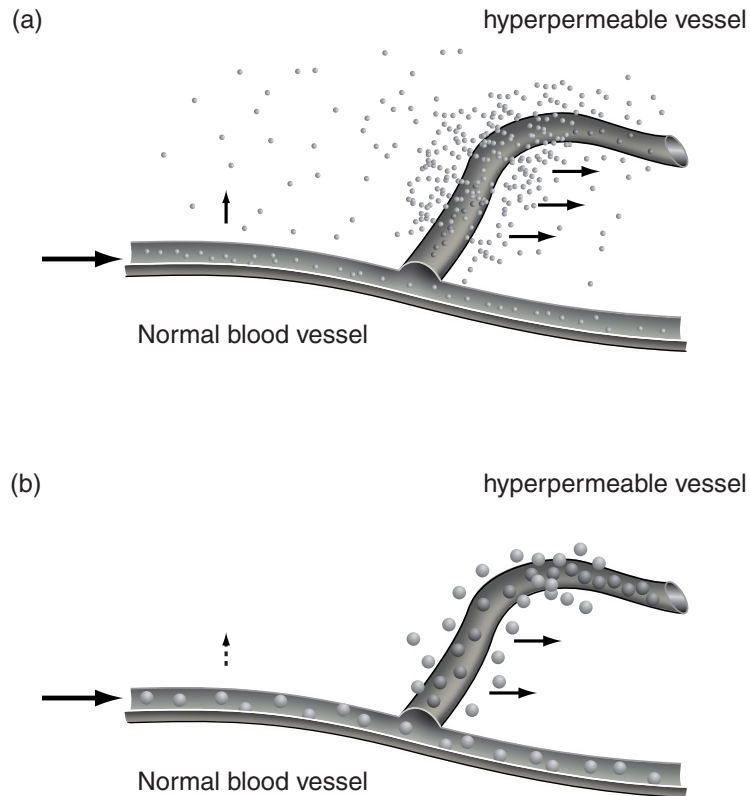 (a)
hyperpermeable vessel
Normal blood vessel
(b)
hyperpermeable vessel
Normal blood vessel